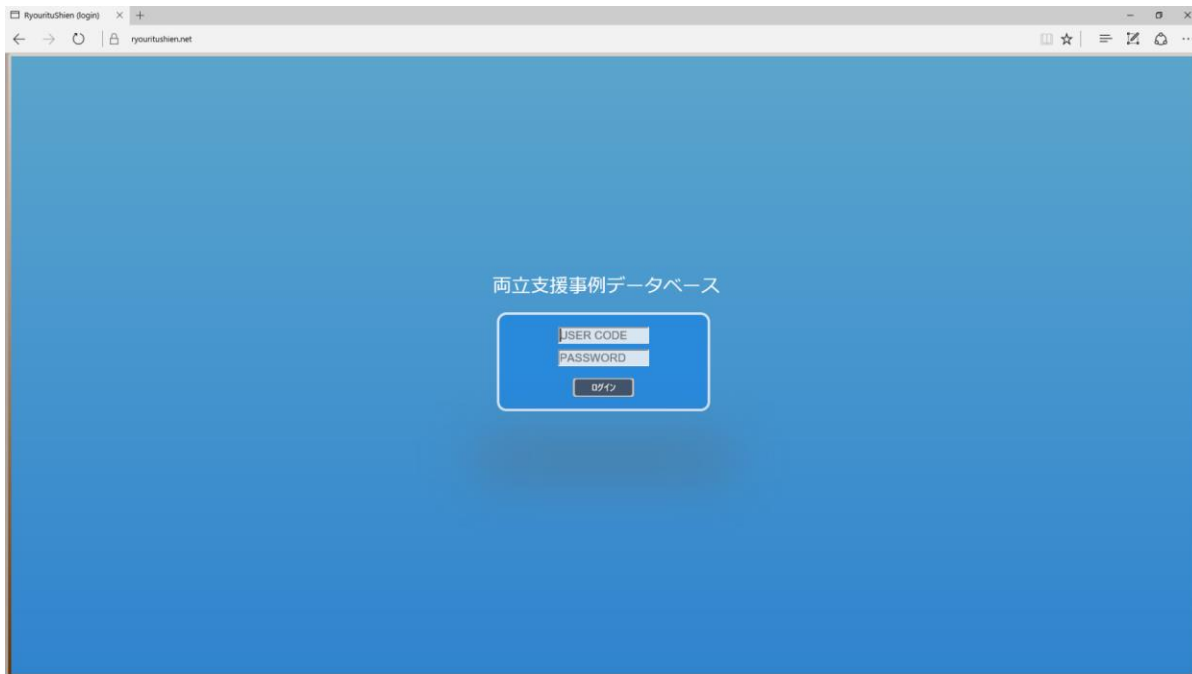 RyourituShien (login)
ryouritushien.net
両立支援事例データベース
USER CODE
PASSWORD
ログイン